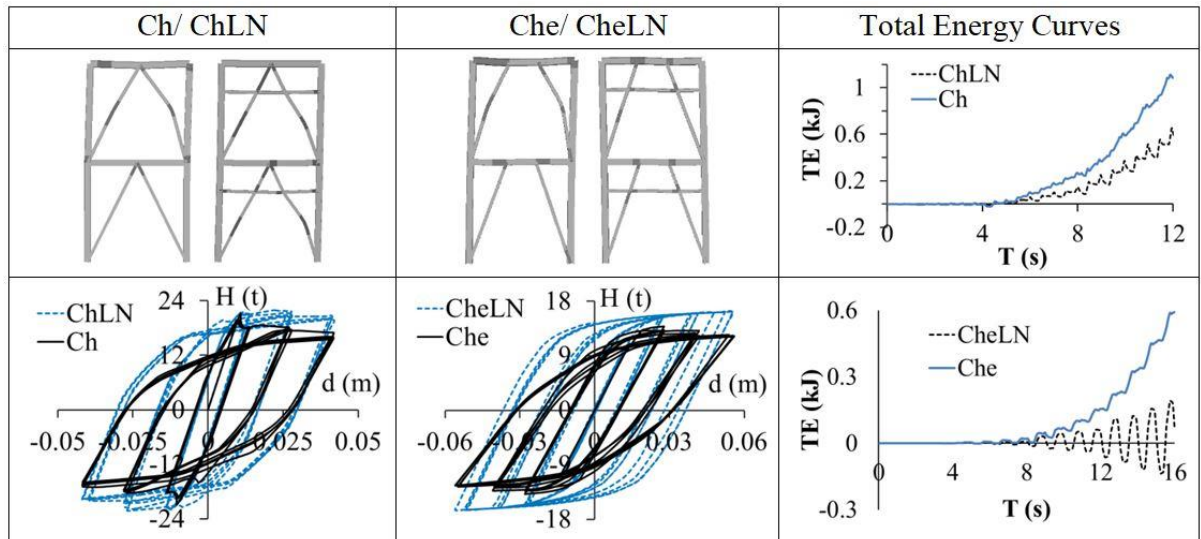 Ch/ ChLN
Che/ CheLN
Total Energy Curves
ChLN
Ch
TE (kJ)
1
0.6
0.2
-0.2
0
4
8
12
T (s)
ChLN
Ch
H (t)
24
12
0
-12
-24
d (m)
-0.05
-0.025
0
0.025
0.05
CheLN
Che
H (t)
18
9
0
-9
-18
d (m)
-0.06
-0.03
0
0.03
0.06
CheLN
Che
TE (kJ)
0.6
0.3
0
-0.3
0
4
8
12
16
T (s)